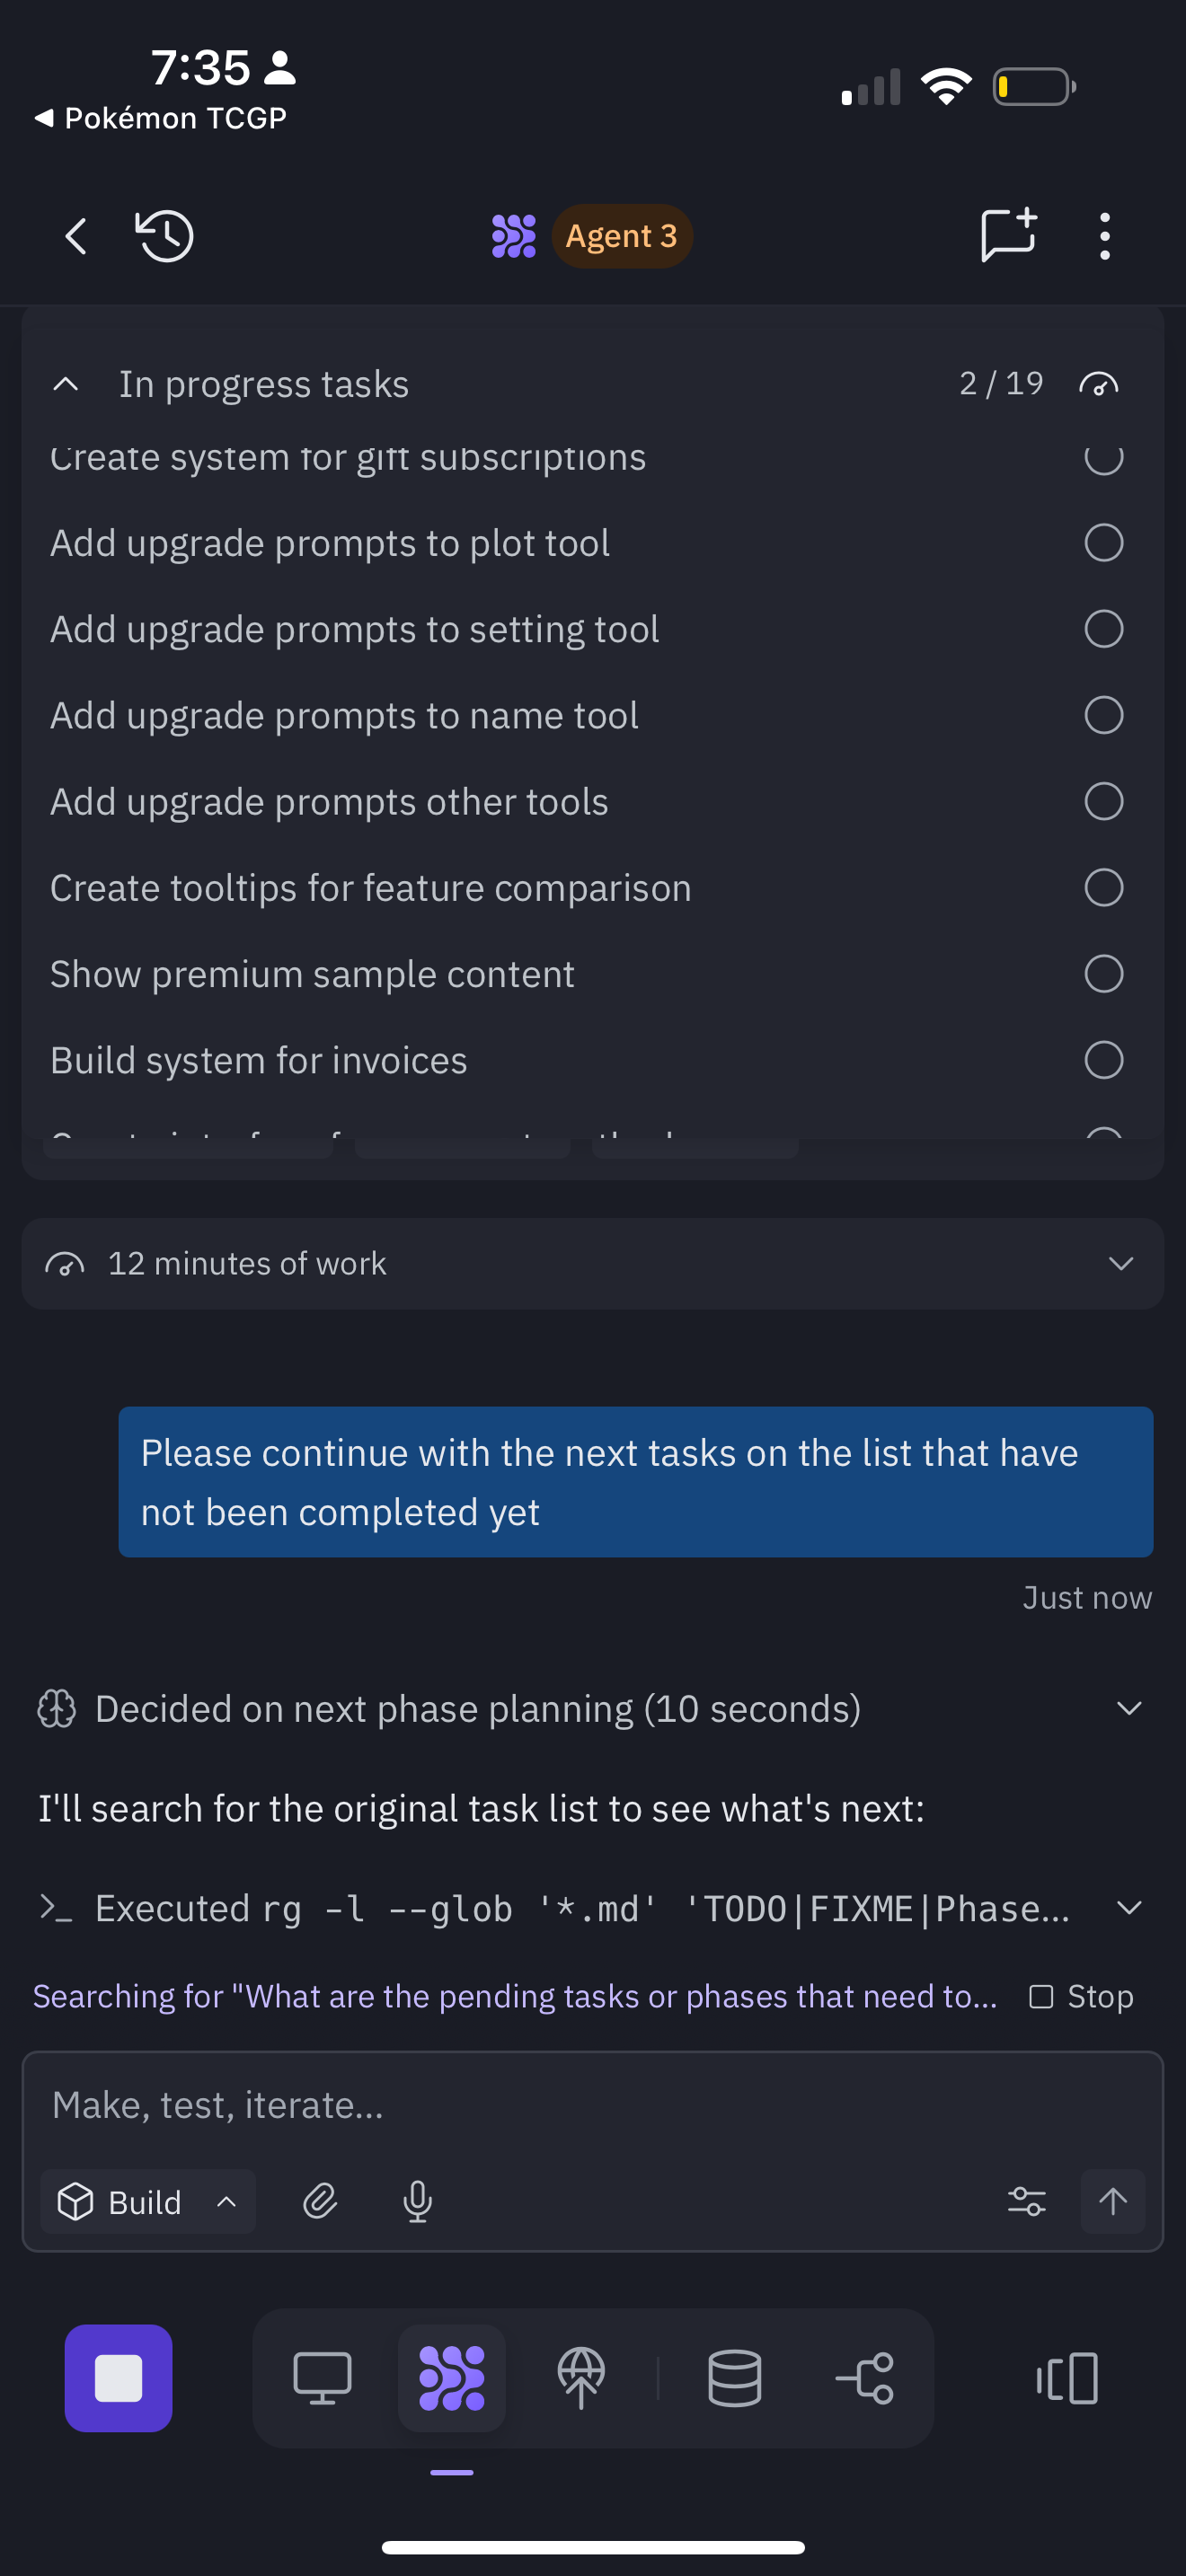 7:35
Pokémon TCGP
Agent 3
In progress tasks
2 / 19
Create system for gift subscriptions
Add upgrade prompts to plot tool
Add upgrade prompts to setting tool
Add upgrade prompts to name tool
Add upgrade prompts other tools
Create tooltips for feature comparison
Show premium sample content
Build system for invoices
12 minutes of work
Please continue with the next tasks on the list that have
not been completed yet
Just now
Decided on next phase planning (10 seconds)
I'll search for the original task list to see what's next:
Executed rg -l --glob '*.md' 'TODO|FIXME|Phase...
Searching for "What are the pending tasks or phases that need to...
Stop
Make, test, iterate...
Build